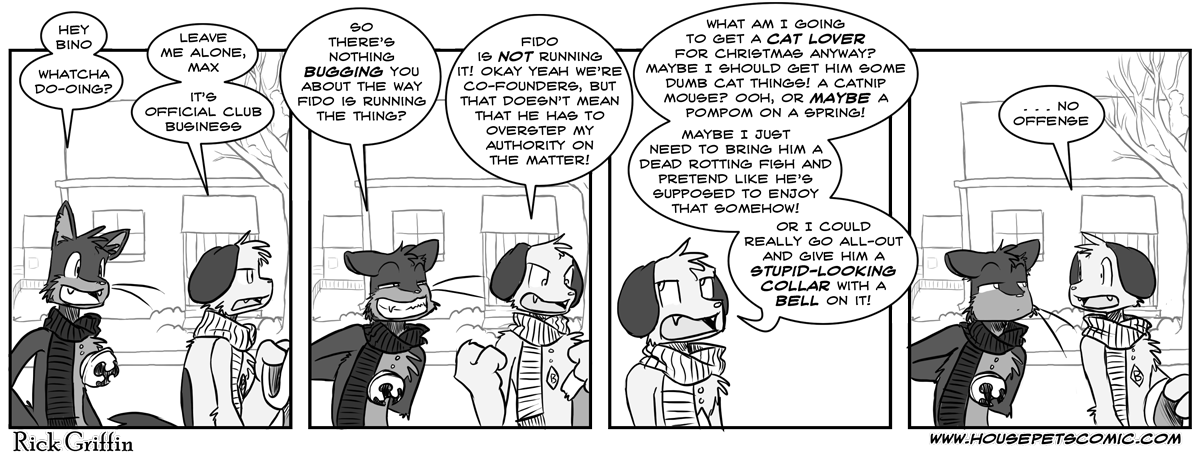 HEY
BINO
WHATCHA
DO-OING?
LEAVE
ME ALONE,
MAX
IT'S
OFFICIAL CLUB
BUSINESS
SO
THERE'S
NOTHING
BUGGING YOU
ABOUT THE WAY
FIDO IS RUNNING
THE THING?
FIDO
IS NOT RUNNING
IT! OKAY YEAH WE'RE
CO-FOUNDERS, BUT
THAT DOESN'T MEAN
THAT HE HAS TO
OVERSTEP MY
AUTHORITY ON
THE MATTER!
WHAT AM I GOING
TO GET A CAT LOVER
FOR CHRISTMAS ANYWAY?
MAYBE I SHOULD GET HIM SOME
DUMB CAT THINGS! A CATNIP
MOUSE? OOH, OR MAYBE A
POMPOM ON A SPRING!
MAYBE I JUST
NEED TO BRING HIM A
DEAD ROTTING FISH AND
PRETEND LIKE HE'S
SUPPOSED TO ENJOY
THAT SOMEHOW!
OR I COULD
REALLY GO ALL-OUT
AND GIVE HIM A
STUPID-LOOKING
COLLAR WITH A
BELL ON IT!
. . . NO
OFFENSE
B
B
B
Rick Griffin
WWW.HOUSEPETSCOMIC.COM